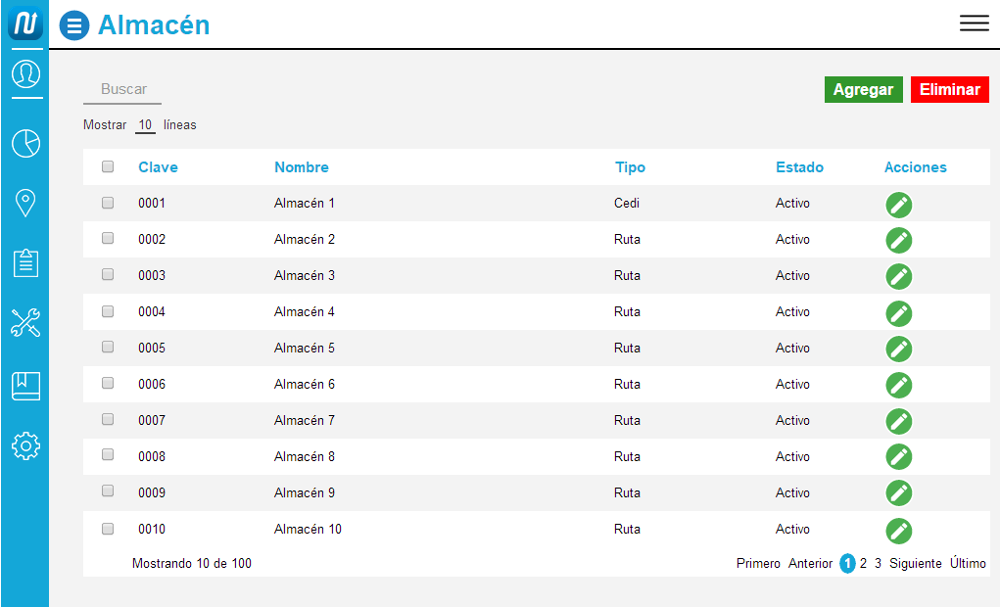 Almacén
Buscar
Agregar Eliminar
Mostrar 10 líneas
Clave Nombre Tipo Estado Acciones
0001 Almacén 1 Cedi Activo
0002 Almacén 2 Ruta Activo
0003 Almacén 3 Ruta Activo
0004 Almacén 4 Ruta Activo
0005 Almacén 5 Ruta Activo
0006 Almacén 6 Ruta Activo
0007 Almacén 7 Ruta Activo
0008 Almacén 8 Ruta Activo
0009 Almacén 9 Ruta Activo
0010 Almacén 10 Ruta Activo
Mostrando 10 de 100 Primero Anterior 1 2 3 Siguiente Último